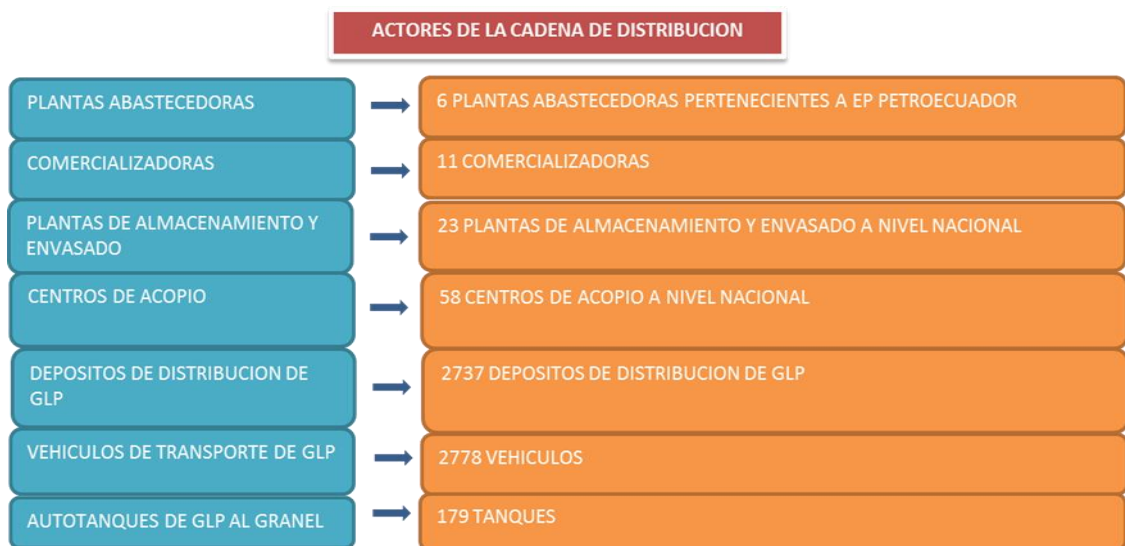 ACTORES DE LA CADENA DE DISTRIBUCION
PLANTAS ABASTECEDORAS
6 PLANTAS ABASTECEDORAS PERTENECIENTES A EP PETROECUADOR
COMERCIALIZADORAS
11 COMERCIALIZADORAS
PLANTAS DE ALMACENAMIENTO Y
ENVASADO
23 PLANTAS DE ALMACENAMIENTO Y ENVASADO A NIVEL NACIONAL
CENTROS DE ACOPIO
58 CENTROS DE ACOPIO A NIVEL NACIONAL
DEPOSITOS DE DISTRIBUCION DE
GLP
2737 DEPOSITOS DE DISTRIBUCION DE GLP
VEHICULOS DE TRANSPORTE DE GLP
2778 VEHICULOS
AUTOTANQUES DE GLP AL GRANEL
179 TANQUES